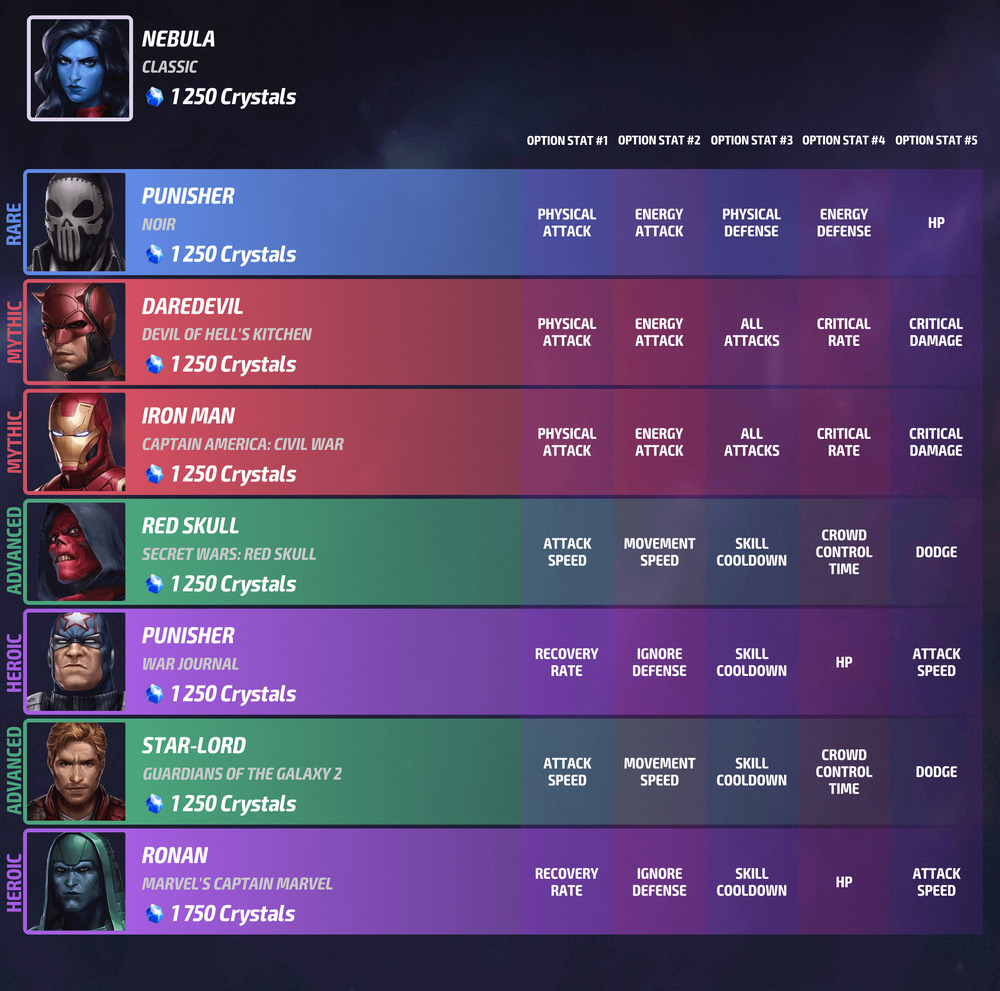 NEBULA
CLASSIC
1 250 Crystals
OPTION STAT #1 OPTION STAT #2 OPTION STAT #3 OPTION STAT #4 OPTION STAT #5
RARE
PUNISHER
NOIR
1 250 Crystals
PHYSICAL
ATTACK
ENERGY
ATTACK
PHYSICAL
DEFENSE
ENERGY
DEFENSE
HP
MYTHIC
DAREDEVIL
DEVIL OF HELL'S KITCHEN
1 250 Crystals
PHYSICAL
ATTACK
ENERGY
ATTACK
ALL
ATTACKS
CRITICAL
RATE
CRITICAL
DAMAGE
MYTHIC
IRON MAN
CAPTAIN AMERICA: CIVIL WAR
1 250 Crystals
PHYSICAL
ATTACK
ENERGY
ATTACK
ALL
ATTACKS
CRITICAL
RATE
CRITICAL
DAMAGE
ADVANCED
RED SKULL
SECRET WARS: RED SKULL
1 250 Crystals
ATTACK
SPEED
MOVEMENT
SPEED
SKILL
COOLDOWN
CROWD
CONTROL
TIME
DODGE
HEROIC
PUNISHER
WAR JOURNAL
1 250 Crystals
RECOVERY
RATE
IGNORE
DEFENSE
SKILL
COOLDOWN
HP
ATTACK
SPEED
ADVANCED
STAR-LORD
GUARDIANS OF THE GALAXY 2
1 250 Crystals
ATTACK
SPEED
MOVEMENT
SPEED
SKILL
COOLDOWN
CROWD
CONTROL
TIME
DODGE
HEROIC
RONAN
MARVEL'S CAPTAIN MARVEL
1 750 Crystals
RECOVERY
RATE
IGNORE
DEFENSE
SKILL
COOLDOWN
HP
ATTACK
SPEED